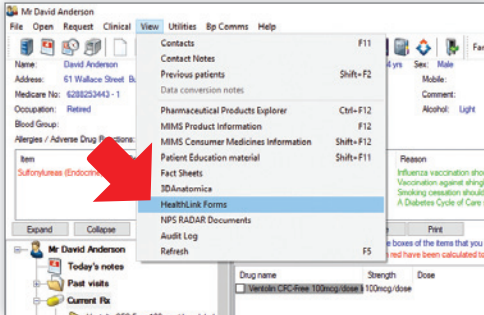 Mr David Anderson
File Open Request Clinical View Utilities Bp Comms Help
Contacts F11
Contact Notes
Previous patients Shift+F2
Data conversion notes
Pharmaceutical Products Explorer Ctrl+F12
MIMS Product Information F12
MIMS Consumer Medicines Information Shift+F12
Patient Education material Shift+F11
Fact Sheets
3DAnatomica
HealthLink Forms
NPS RADAR Documents
Audit Log
Refresh F5
Fa
Name: David Anderson
4 yrs Sex: Male
Address: 61 Wallace Street
Mobile:
Medicare No: 6288253443 - 1
Comment:
Occupation: Retired
Alcohol: Light
Blood Group:
Allergies / Adverse Drug Reactions:
Item
Reason
Sulfonylureas (Endocrine
Influenza vaccination sho
Vaccination against shing
Smoking cessation should
A Diabetes Cycle of Care
Expand Collapse
Print
Mr David Anderson
Today's notes
Past visits
Current Rx
e boxes of the items that you
red have been calculated to
Drug name Strength Dose
Ventolin CFC-Free 100mcg/dose 100mcg/dose